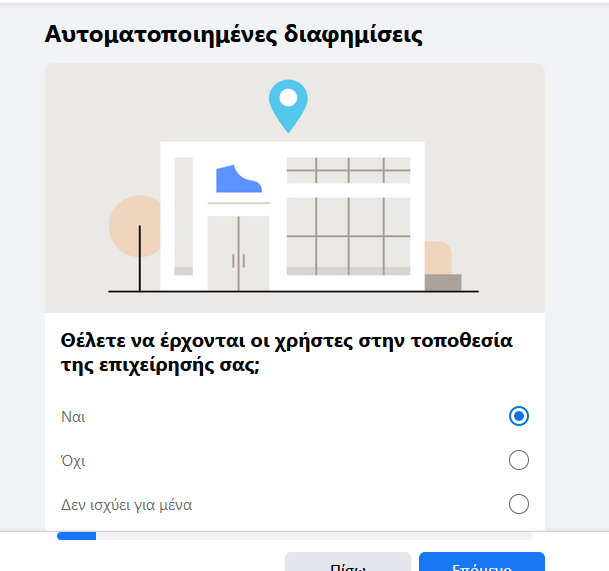 Αυτοματοποιημένες διαφημίσεις
Θέλετε να έρχονται οι χρήστες στην τοποθεσία
της επιχείρησής σας;
Ναι
Όχι
Δεν ισχύει για μένα
Πίσω
Επόμενο